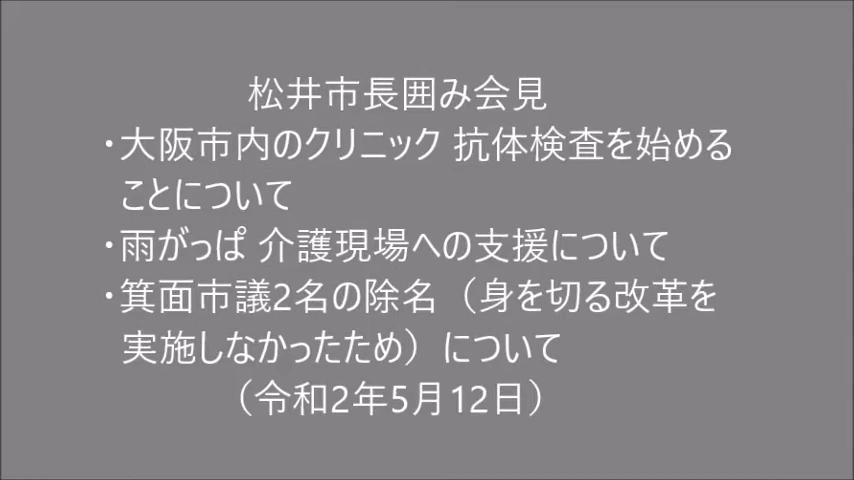 松井市長囲み会見
・大阪市内のクリニック 抗体検査を始める
ことについて
・雨がっぱ 介護現場への支援について
・箕面市議2名の除名（身を切る改革を
実施しなかったため）について
（令和2年5月12日）